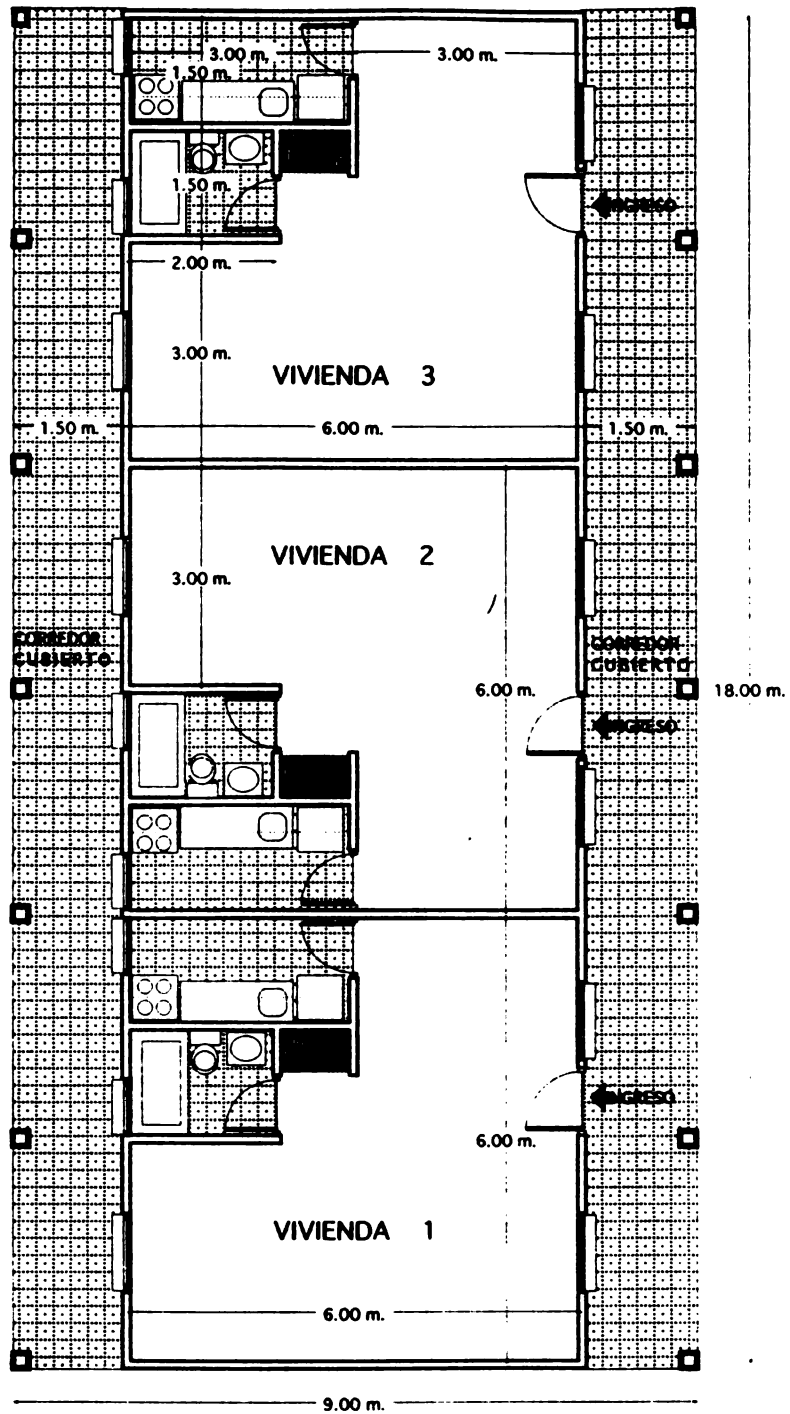 3.00 m.
3.00 m.
1.50 m.
1.50 m.
INGRESO
2.00 m.
3.00 m.
VIVIENDA 3
1.50 m.
6.00 m.
1.50 m.
VIVIENDA 2
3.00 m.
CORREDOR
CUBIERTO
CORREDOR
CUBIERTO
6.00 m.
18.00 m.
INGRESO
INGRESO
6.00 m.
VIVIENDA 1
6.00 m.
9.00 m.